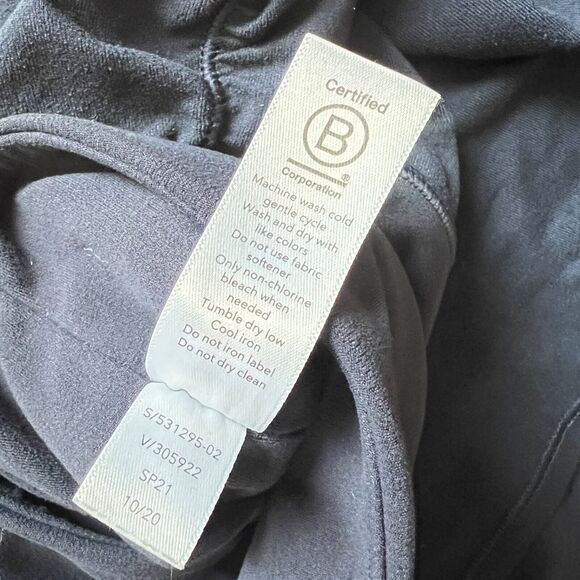 Certified
B
®
Corporation
Machine wash cold
gentle cycle
Wash and dry with
like colors
Do not use fabric
softener
Only non-chlorine
bleach when
needed
Tumble dry low
Cool iron
Do not iron label
Do not dry clean
S/531295-02
V/305922
SP21
10/20